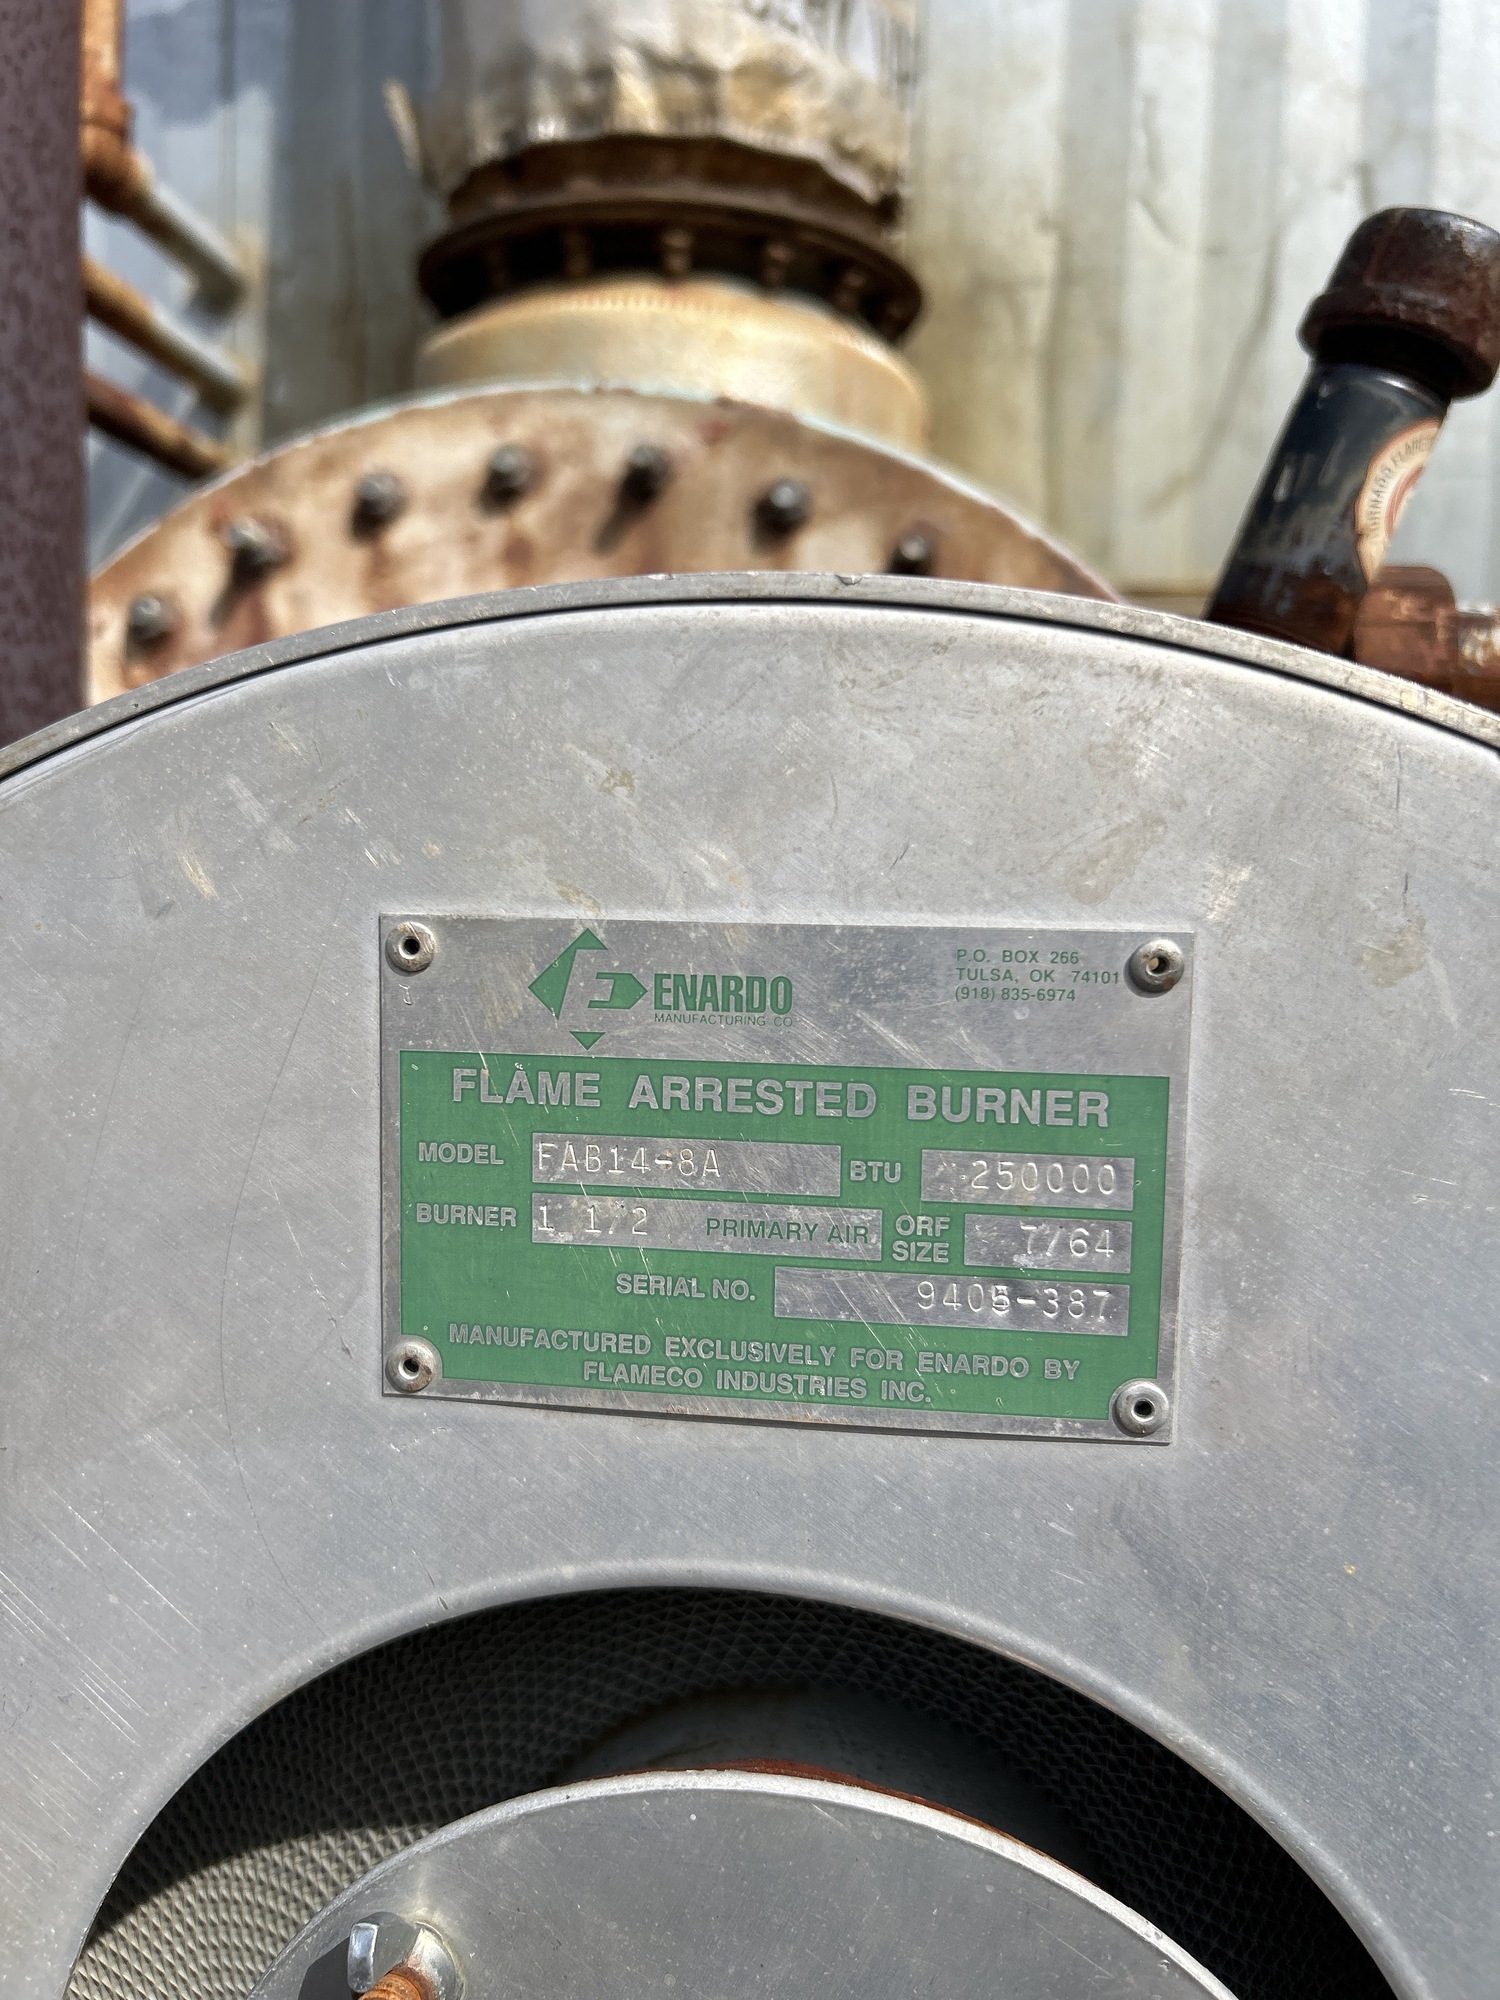 ENARDO
MANUFACTURING CO
P.O. BOX 266
TULSA, OK 74101
(918) 835-6974
FLAME ARRESTED BURNER
MODEL FAB14-8A BTU 250000
BURNER 1 1/2 PRIMARY AIR ORF SIZE 7/64
SERIAL NO. 9405-387
MANUFACTURED EXCLUSIVELY FOR ENARDO BY
FLAMECO INDUSTRIES INC.